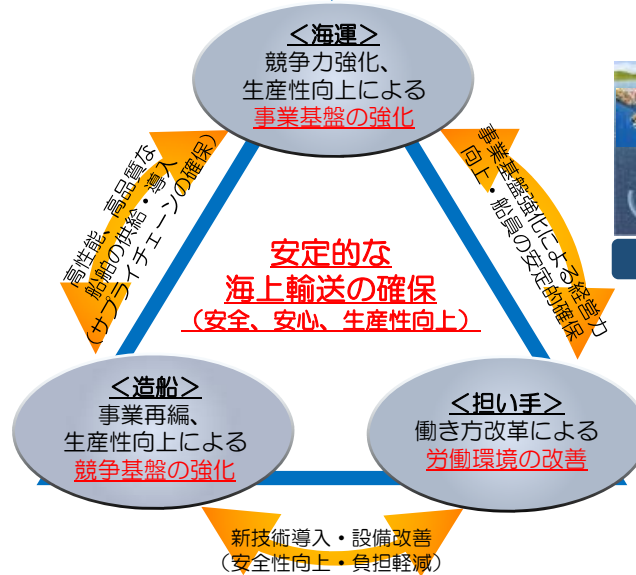 ＜海運＞
競争力強化、
生産性向上による
事業基盤の強化
高性能、高品質な
船舶の供給・導入
（サプライチェーンの確保）
事業基盤強化による経営力
向上・船員の安定的確保
安定的な
海上輸送の確保
（安全、安心、生産性向上）
＜造船＞
事業再編、
生産性向上による
競争基盤の強化
＜担い手＞
働き方改革による
労働環境の改善
新技術導入・設備改善
（安全性向上・負担軽減）